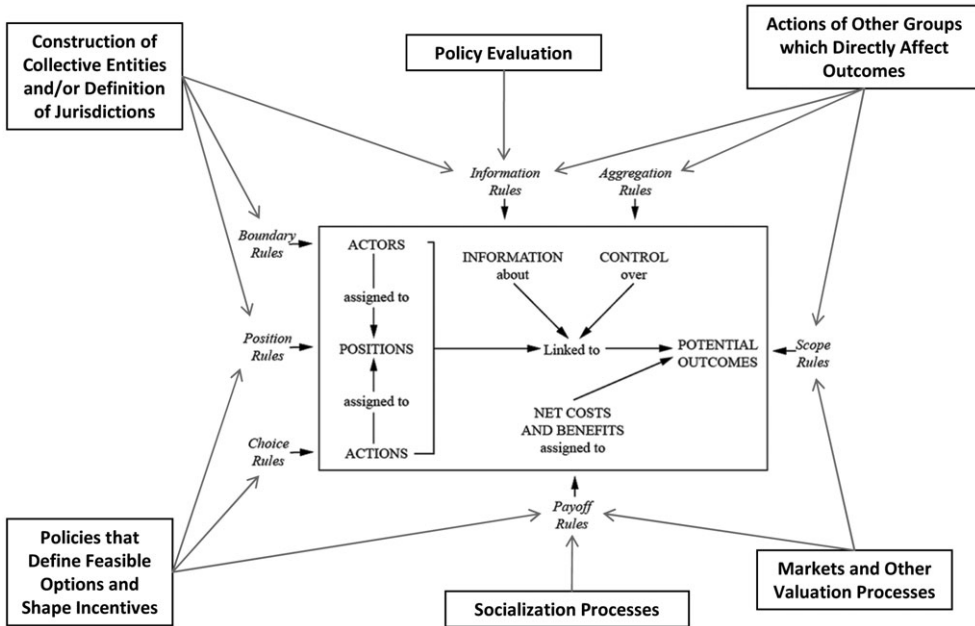 Construction of
Collective Entities
and/or Definition
of Jurisdictions
Policy Evaluation
Actions of Other Groups
which Directly Affect
Outcomes
Information
Rules
Aggregation
Rules
Boundary
Rules
ACTORS
assigned to
POSITIONS
assigned to
ACTIONS
INFORMATION
about
CONTROL
over
Position
Rules
Linked to
POTENTIAL
OUTCOMES
Scope
Rules
NET COSTS
AND BENEFITS
assigned to
Choice
Rules
Payoff
Rules
Policies that
Define Feasible
Options and
Shape Incentives
Socialization Processes
Markets and Other
Valuation Processes